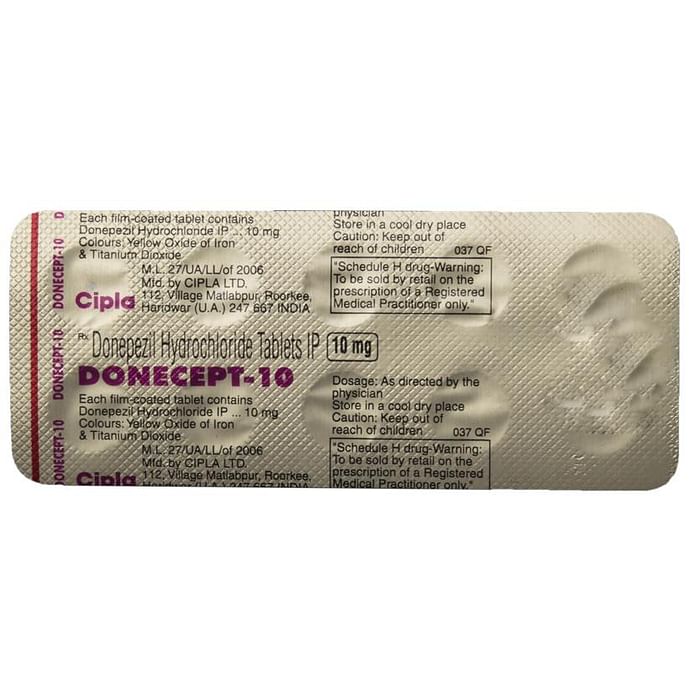 DONECEPT-10
Each film-coated tablet contains
Donepezil Hydrochloride IP ... 10 mg
Colours: Yellow Oxide of Iron
& Titanium Dioxide
M.L. 27/UA/LL/of 2006
Mfd. by CIPLA LTD.
Cipla 112, Village Matlabpur, Roorkee,
Haridwar (U.A.) 247 667 INDIA
physician
Store in a cool dry place
Caution: Keep out of
reach of children 037 QF
"Schedule H drug-Warning:
To be sold by retail on the
prescription of a Registered
Medical Practitioner only."
DONECEPT-10
Rx Donepezil Hydrochloride Tablets IP 10 mg
DONECEPT-10
Each film-coated tablet contains
Donepezil Hydrochloride IP ... 10 mg
Colours: Yellow Oxide of Iron
& Titanium Dioxide
Dosage: As directed by the
physician
Store in a cool dry place
Caution: Keep out of
reach of children 037 QF
DONECEPT-10
M.L. 27/UA/LL/of 2006
Mfd. by CIPLA LTD.
Cipla 112, Village Matlabpur, Roorkee,
Haridwar (U.A.) 247 667 INDIA
"Schedule H drug-Warning:
To be sold by retail on the
prescription of a Registered
Medical Practitioner only."